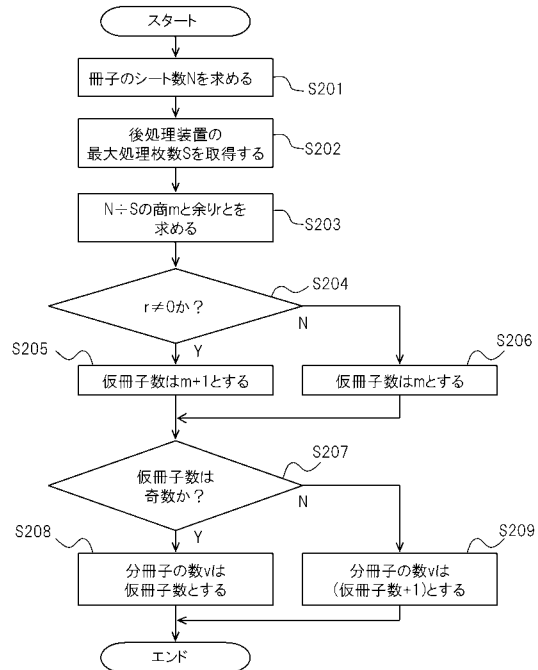 スタート
冊子のシート数Nを求める
S201
後処理装置の
最大処理枚数Sを取得する
S202
N÷Sの商mと余りrとを
求める
S203
S204
r≠0か？
N
Y
S205
S206
仮冊子数はm+1とする
仮冊子数はmとする
S207
仮冊子数は
奇数か？
N
Y
S208
S209
分冊子の数vは
仮冊子数とする
分冊子の数vは
(仮冊子数+1)とする
エンド